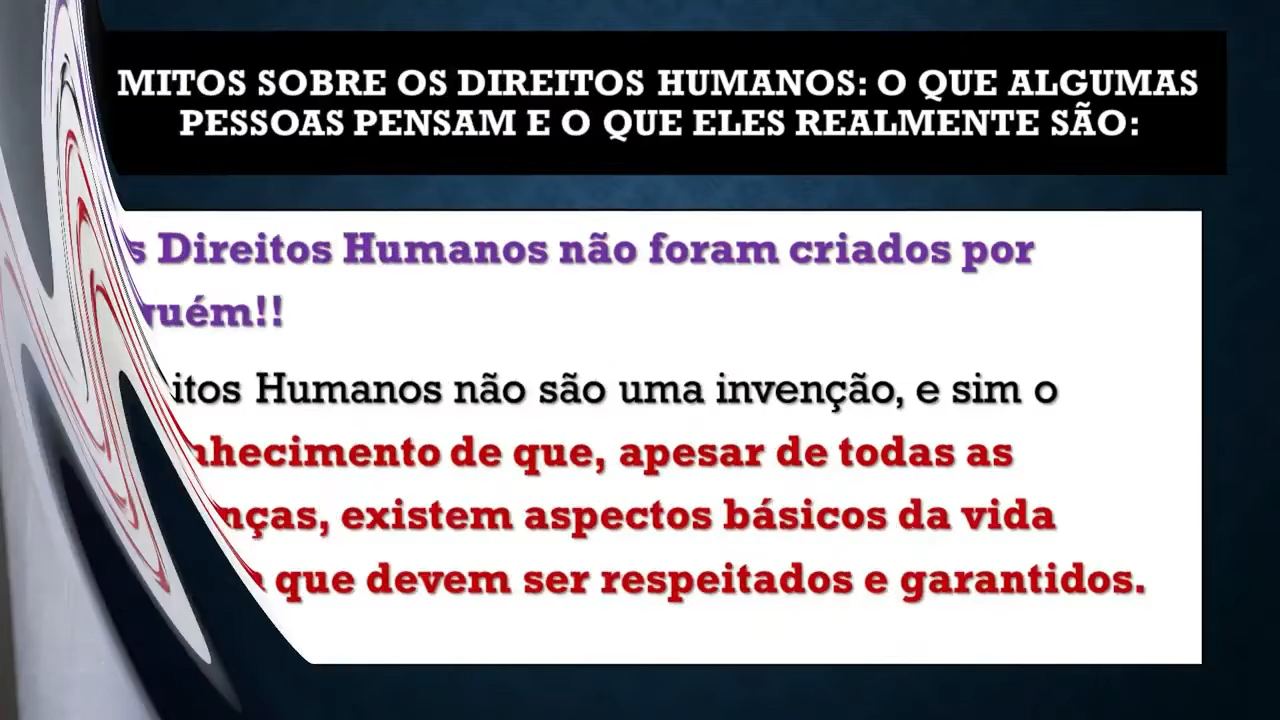 MITOS SOBRE OS DIREITOS HUMANOS: O QUE ALGUMAS
PESSOAS PENSAM E O QUE ELES REALMENTE SÃO:
Direitos Humanos não foram criados por
Humanos não são uma invenção, e sim o
de que, apesar de todas as
existem aspectos básicos da vida
que devem ser respeitados e garantidos.